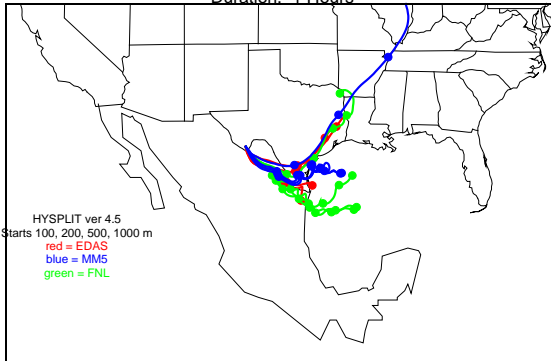 HYSPLIT ver 4.5
Starts 100, 200, 500, 1000 m
red = EDAS
blue = MM5
green = FNL